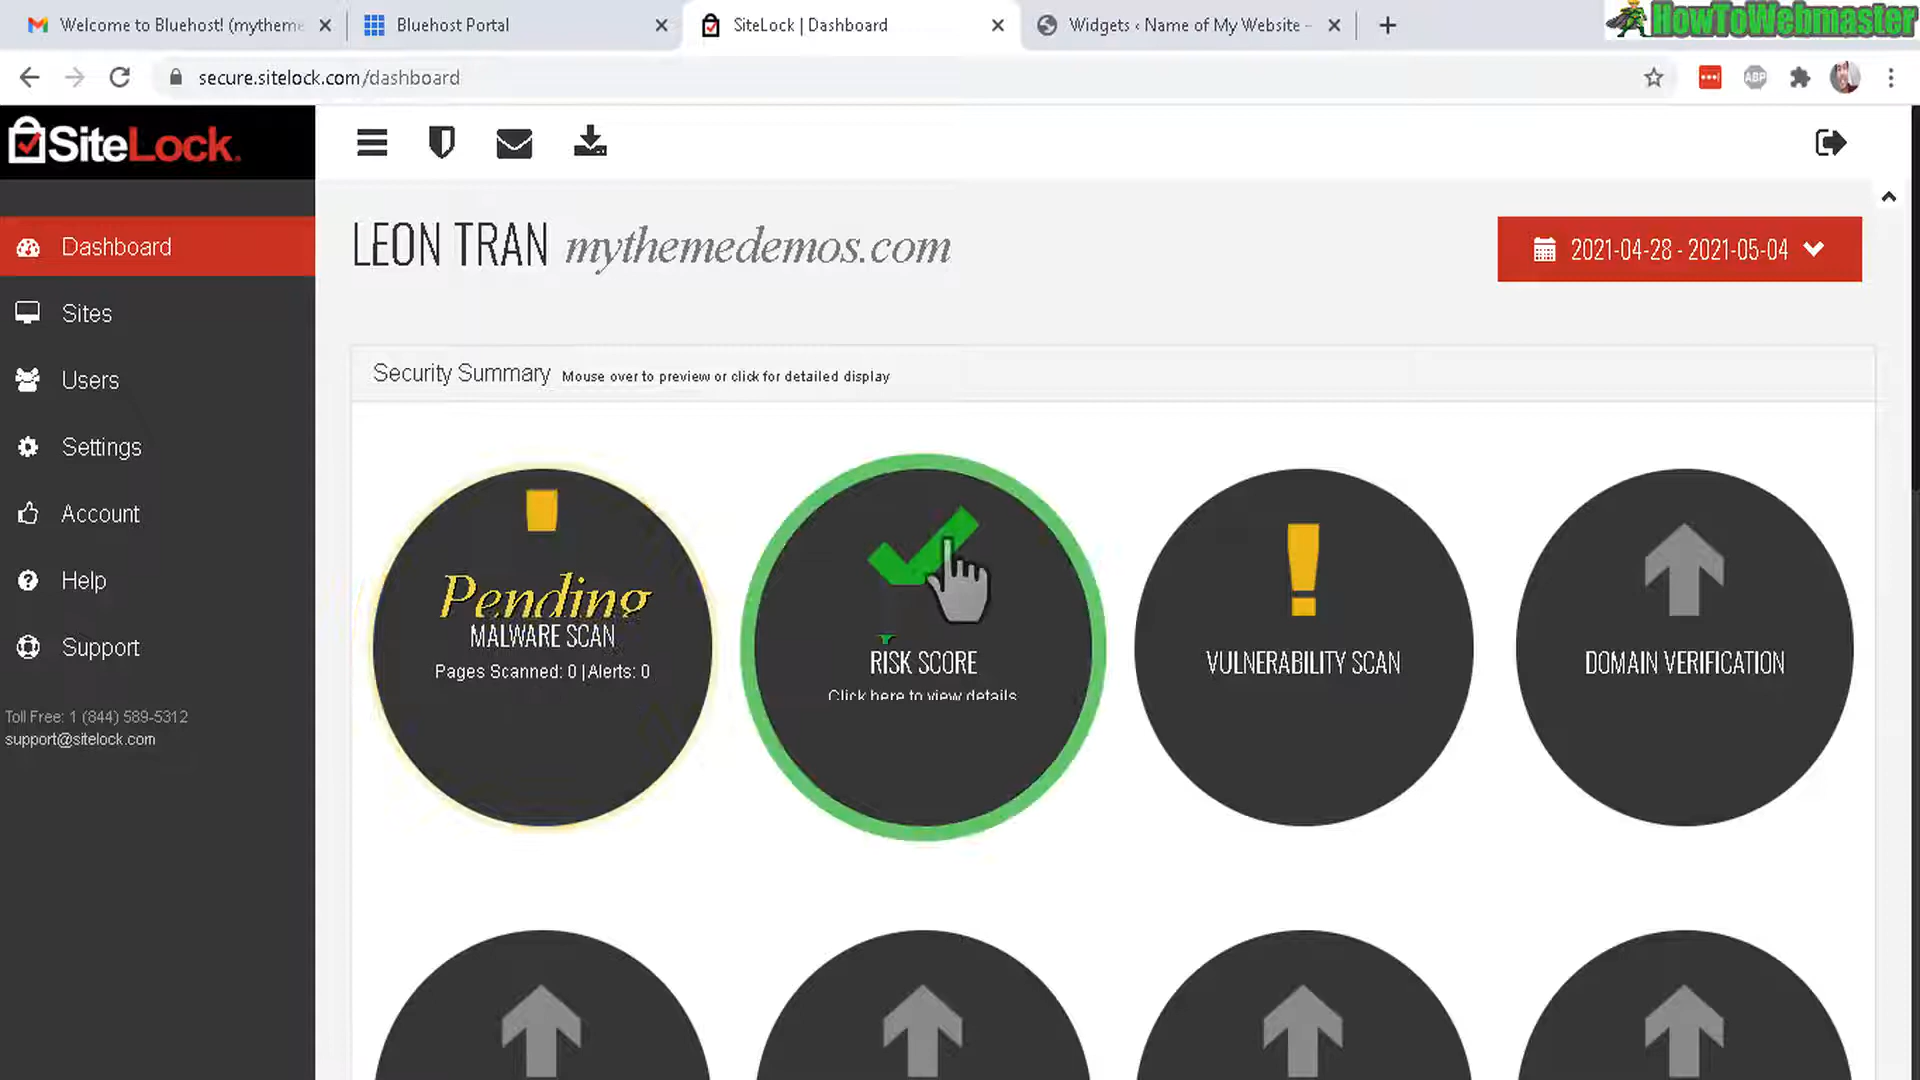 Welcome to Bluehost! (mytheme
Bluehost Portal
SiteLock | Dashboard
Widgets ‹ Name of My Website –
HowToWebmaster
secure.sitelock.com/dashboard
ABP
SiteLock.
LEON TRAN mythemedemos.com
2021-04-28 - 2021-05-04
Dashboard
Sites
Users
Settings
Account
Help
Support
Toll Free: 1 (844) 589-5312
support@sitelock.com
Security Summary Mouse over to preview or click for detailed display
Pending
MALWARE SCAN
Pages Scanned: 0 | Alerts: 0
RISK SCORE
Click here to view details
VULNERABILITY SCAN
DOMAIN VERIFICATION